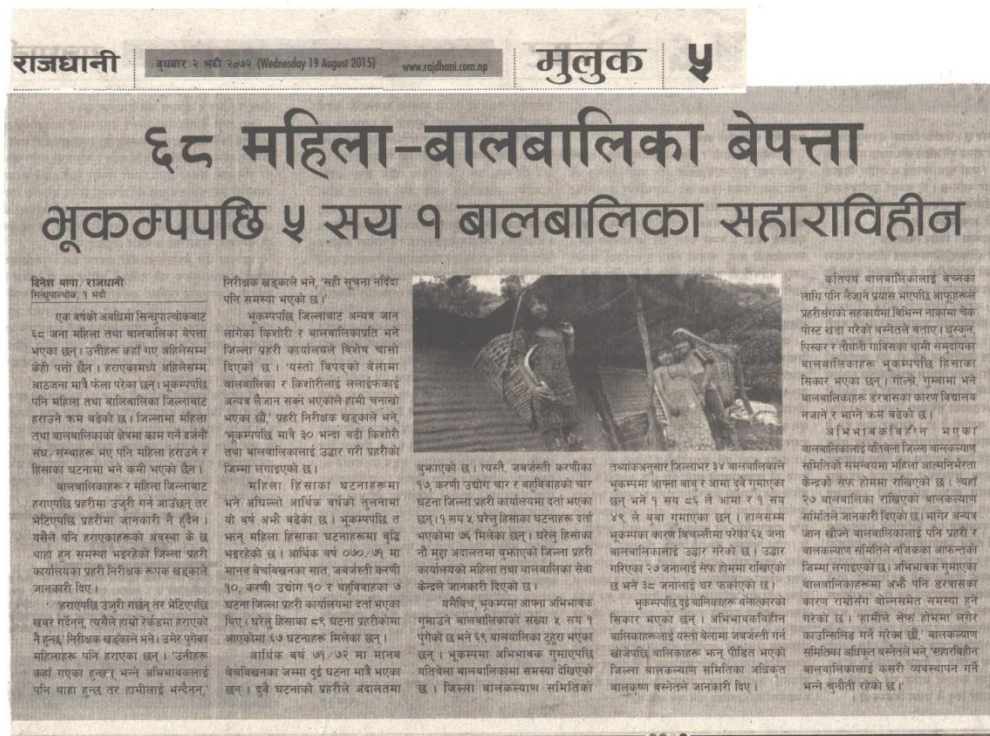 राजधानी
बुधबार २ भदौ २०७२ (Wednesday 19 August 2015)
www.rajdhani.com.np
मुलुक
५
६८ महिला–बालबालिका बेपत्ता
भूकम्पपछि ५ सय १ बालबालिका सहाराविहीन
दिनेश थापा/राजधानी
सिन्धुपाल्चोक, १ भदौ
एक वर्षको अवधिमा सिन्धुपाल्चोकबाट
६८ जना महिला तथा बालबालिका बेपत्ता
भएका छन् । उनीहरू कहाँ गए अहिलेसम्म
केही पत्तो छैन । हराएकामध्ये अहिलेसम्म
आठजना मात्रै फेला परेका छन् । भूकम्पपछि
पनि महिला तथा बालिबालिका जिल्लाबाट
हराउने क्रम बढेको छ । जिल्लामा महिला
तथा बालबालिकाको क्षेत्रमा काम गर्ने दर्जनौं
संघ/संस्थाहरू भए पनि महिला हराउने र
हिंसाका घटनामा भने कमी भएको छैन ।
बालबालिका र महिला जिल्लाबाट
हराएपछि प्रहरीमा उजुरी गर्न आउँछन् तर
भेटिएपछि प्रहरीमा जानकारी नै हुँदैन ।
यसैले पनि हराएकाहरूको अवस्था के छ
थाहा हुन समस्या भइरहेको जिल्ला प्रहरी
कार्यालयका प्रहरी निरीक्षक रूपक खड्काले
जानकारी दिए ।
'हराएपछि उजुरी गर्छन् तर भेटिएपछि
खबर गर्दैनन्, त्यसैले हाम्रो रेकर्डमा हराएको
नै हुन्छ,' निरीक्षक खड्काले भने । उमेर पुगेका
महिलाहरू पनि हराएका छन् । 'उनीहरू
कहाँ गएका हुन्छन् भन्ने अभिभावकलाई
पनि थाहा हुन्छ तर हामीलाई भन्दैनन्,'
निरीक्षक खड्काले भने, 'सही सूचना नदिँदा
पनि समस्या भएको छ ।'
भूकम्पपछि जिल्लाबाट अन्यत्र जान
लागेका किशोरी र बालबालिकाप्रति भने
जिल्ला प्रहरी कार्यालयले विशेष चासो
दिएको छ । 'यस्तो विपद्को बेलामा
बालबालिका र किशोरीलाई ललाईफकाई
अन्यत्र लैजान सक्ने भएकाले हामी चनाखो
भएका छौं,' प्रहरी निरीक्षक खड्काले भने,
'भूकम्पपछि मात्रै ३० भन्दा बढी किशोरी
तथा बालबालिकालाई उद्धार गरी प्रहरीको
जिम्मा लगाइएको छ ।
महिला हिंसाका घटनाहरूमा
भने अघिल्लो आर्थिक वर्षको तुलनामा
यो वर्ष अझै बढेको छ । भूकम्पपछि त
झन् महिला हिंसाका घटनाहरूमा वृद्धि
भइरहेको छ । आर्थिक वर्ष ०७०/७१ मा
मानव बेचबिखनका सात, जबर्जस्ती करणी
१०, करणी उद्योग १० र बहुविवाहका ७
घटना जिल्ला प्रहरी कार्यालयमा दर्ता भएका
थिए । घरेलु हिंसाका ८९ घटना प्रहरीकोमा
आएकोमा ६७ घटनाहरू मिलेका छन् ।
आर्थिक वर्ष ७१/७२ मा मानव
बेचबिखनका जम्मा दुई घटना मात्रै भएका
छन् । दुवै घटनाको प्रहरीले अदालतमा
बुझाएको छ । त्यस्तै, जबर्जस्ती करणीका
१७, करणी उद्योग चार र बहुविवाहको चार
घटना जिल्ला प्रहरी कार्यालयमा दर्ता भएका
छन् । १ सय ५ घरेलु हिंसाका घटनाहरू दर्ता
भएकोमा ७६ मिलेका छन् । घरेलु हिंसाको
नौ मुद्दा अदालतमा बुझाएको जिल्ला प्रहरी
कार्यालयको महिला तथा बालबालिका सेवा
केन्द्रले जानकारी दिएको छ ।
यसैबिच, भूकम्पमा आफ्ना अभिभावक
गुमाउने बालबालिकाको संख्या ५ सय १
पुगेको छ भने ६९ बालबालिका टुहुरा भएका
छन् । भूकम्पमा अभिभावक गुमाएपछि
यतिबेला बालबालिकामा समस्या देखिएको
छ । जिल्ला बालकल्याण समितिको
तथ्यांकअनुसार जिल्लाभर ३४ बालबालिकाले
भूकम्पमा आफ्ना बाबु र आमा दुवै गुमाएका
छन् भने १ सय ८६ ले आमा र १ सय
४९ ले बुबा गुमाएका छन् । हालसम्म
भूकम्पका कारण बिचल्लीमा परेका ६५ जना
बालबालिकालाई उद्धार गरेको छ । उद्धार
गरिएका २७ जनालाई सेफ होममा राखिएको
छ भने ३८ जनालाई घर फर्काएको छ ।
भूकम्पपछि दुई बालिकाहरू बलात्कारको
सिकार भएका छन् । अभिभावकविहीन
बालिकाहरूलाई यस्तो बेलामा जबर्जस्ती गर्न
खोजेपछि बालिकाहरू झन् पीडित भएको
जिल्ला बालकल्याण समितिका अधिकृत
बालकृष्ण बस्नेतले जानकारी दिए ।
कतिपय बालबालिकालाई बेच्नका
लागि पनि लैजाने प्रयास भएपछि आफूहरूले
प्रहरीसँगको सहकार्यमा विभिन्न नाकामा चेक
पोस्ट खडा गरेको बस्नेतले बताए । धुस्कुन,
पिस्कर र तौथली गाविसका थामी समुदायका
बालबालिकाहरू भूकम्पपछि हिंसाका
सिकार भएका छन् । गोल्चे, गुम्बामा भने
बालबालिकाहरू डरत्रासका कारण विद्यालय
नजाने र भाग्ने क्रम बढेको छ ।
अभिभावकविहीन भएका
बालबालिकालाई यतिबेला जिल्ला बालकल्याण
समितिको समन्वयमा महिला आत्मनिर्भरता
केन्द्रको सेफ होममा राखिएको छ । त्यहाँ
२७ बालबालिका राखिएको बालकल्याण
समितिले जानकारी दिएको छ । भागेर अन्यत्र
जान खोज्ने बालबालिकालाई पनि प्रहरी र
बालकल्याण समितिले नजिकका आफन्तका
जिम्मा लगाइएको छ । अभिभावक गुमाएका
बालबालिकाहरूमा अझै पनि डरत्रासका
कारण राम्रोसँग बोल्नसमेत नमस्या हुने
गरेको छ । 'हामीले सेफ होममा लगेर
काउन्सिलिङ गर्ने गरेका छौं,' बालकल्याण
समितिका अधिकृत बस्नेतले भने, 'सहाराविहीन
बालबालिकालाई कसरी व्यवस्थापन गर्ने
भन्ने चुनौती रहेको छ ।'